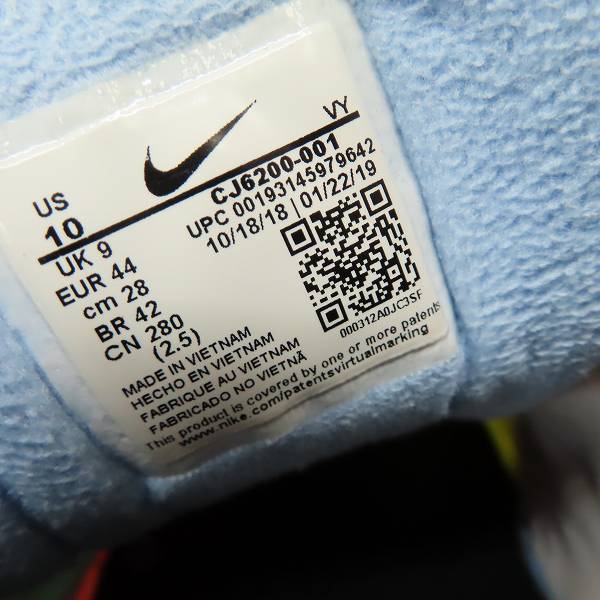 US
10
VY
CJ6200-001
UPC 00193145979642
10/18/18 | 01/22/19
UK 9
EUR 44
cm 28
BR 42
CN 280
(2.5)
000312A0JC3SF
MADE IN VIETNAM
HECHO EN VIETNAM
FABRIQUE AU VIETNAM
FABRICADO NO VIETNÃ
This product is covered by one or more patents
www.nike.com/patentsvirtualmarking